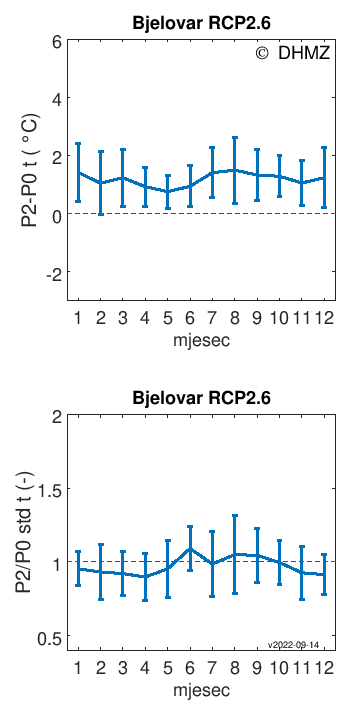 Bjelovar RCP2.6
© DHMZ
P2-P0 t ( °C)
6
4
2
0
-2
1 2 3 4 5 6 7 8 9 10 11 12
mjesec
Bjelovar RCP2.6
P2/P0 std t (-)
2
1.5
1
0.5
v2022-09-14
1 2 3 4 5 6 7 8 9 10 11 12
mjesec